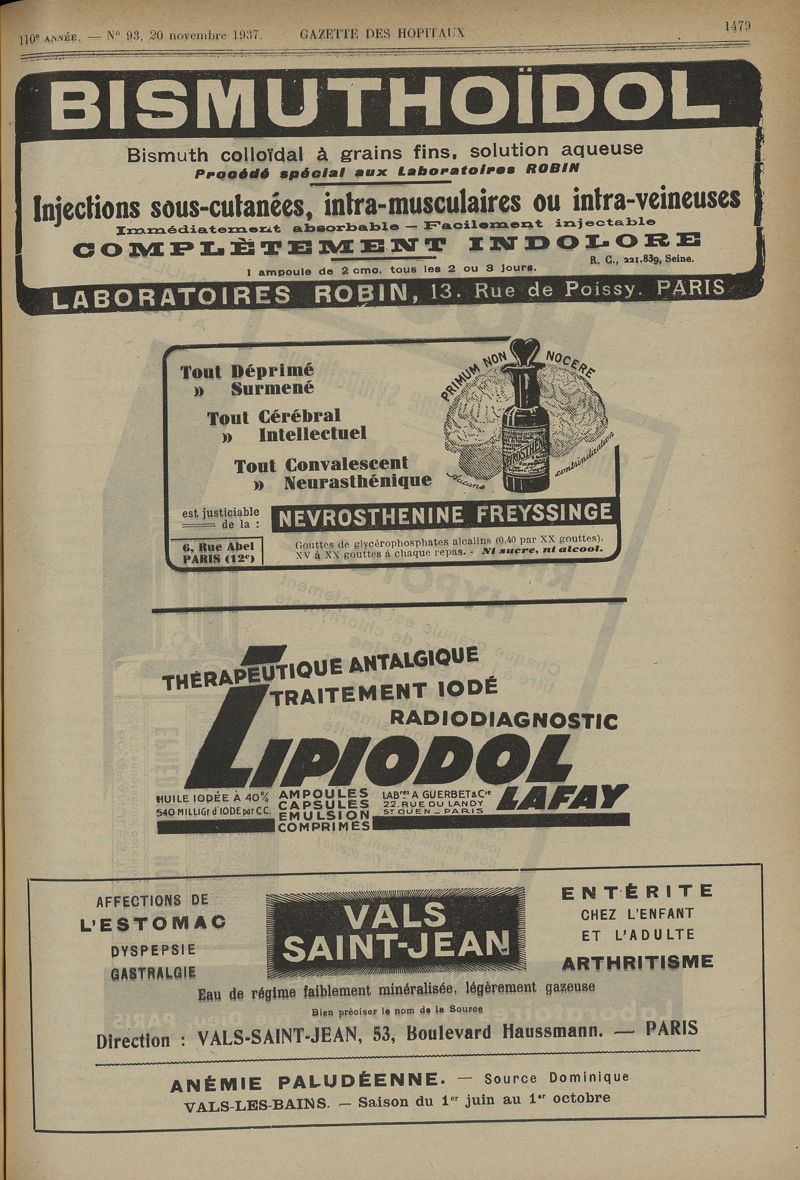 110e ANNÉE. — N° 93, 20 novembre 1937. GAZETTE DES HOPITAUX 1479
BISMUTHOÏDOL
Bismuth colloïdal à grains fins, solution aqueuse
Procédé spécial aux Laboratoires ROBIN
Injections sous-cutanées, intra-musculaires ou intra-veineuses
Immédiatement absorbable — Facilement injectable
COMPLÈTEMENT INDOLORE
R. C., 221.839, Seine.
1 ampoule de 2 cmc. tous les 2 ou 3 jours.
LABORATOIRES ROBIN, 13. Rue de Poissy. PARIS
Tout Déprimé
» Surmené
Tout Cérébral
» Intellectuel
Tout Convalescent
» Neurasthénique
PRIMUM NON NOCERE
Aucune contrindication
est justiciable
de la :
NEVROSTHENINE FREYSSINGE
6, Rue Abel
PARIS (12e)
Gouttes de glycérophosphates alcalins (0,40 par XX gouttes).
XV à XX gouttes à chaque repas. - Ni sucre, ni alcool.
THÉRAPEUTIQUE ANTALGIQUE
TRAITEMENT IODÉ
RADIODIAGNOSTIC
LIPIODOL
LAFAY
HUILE IODÉE À 40%
540 MILLIGr d'IODE par CC.
AMPOULES
CAPSULES
EMULSION
COMPRIMÉS
LABres A GUERBET & Cie
22. RUE DU LANDY
St OUEN _ PARIS
AFFECTIONS DE
L'ESTOMAC
DYSPEPSIE
GASTRALGIE
VALS
SAINT-JEAN
ENTÉRITE
CHEZ L'ENFANT
ET L'ADULTE
ARTHRITISME
Eau de régime faiblement minéralisée, légèrement gazeuse
Bien préciser le nom de la Source
Direction : VALS-SAINT-JEAN, 53, Boulevard Haussmann. — PARIS
ANÉMIE PALUDÉENNE. — Source Dominique
VALS-LES-BAINS. — Saison du 1er juin au 1er octobre